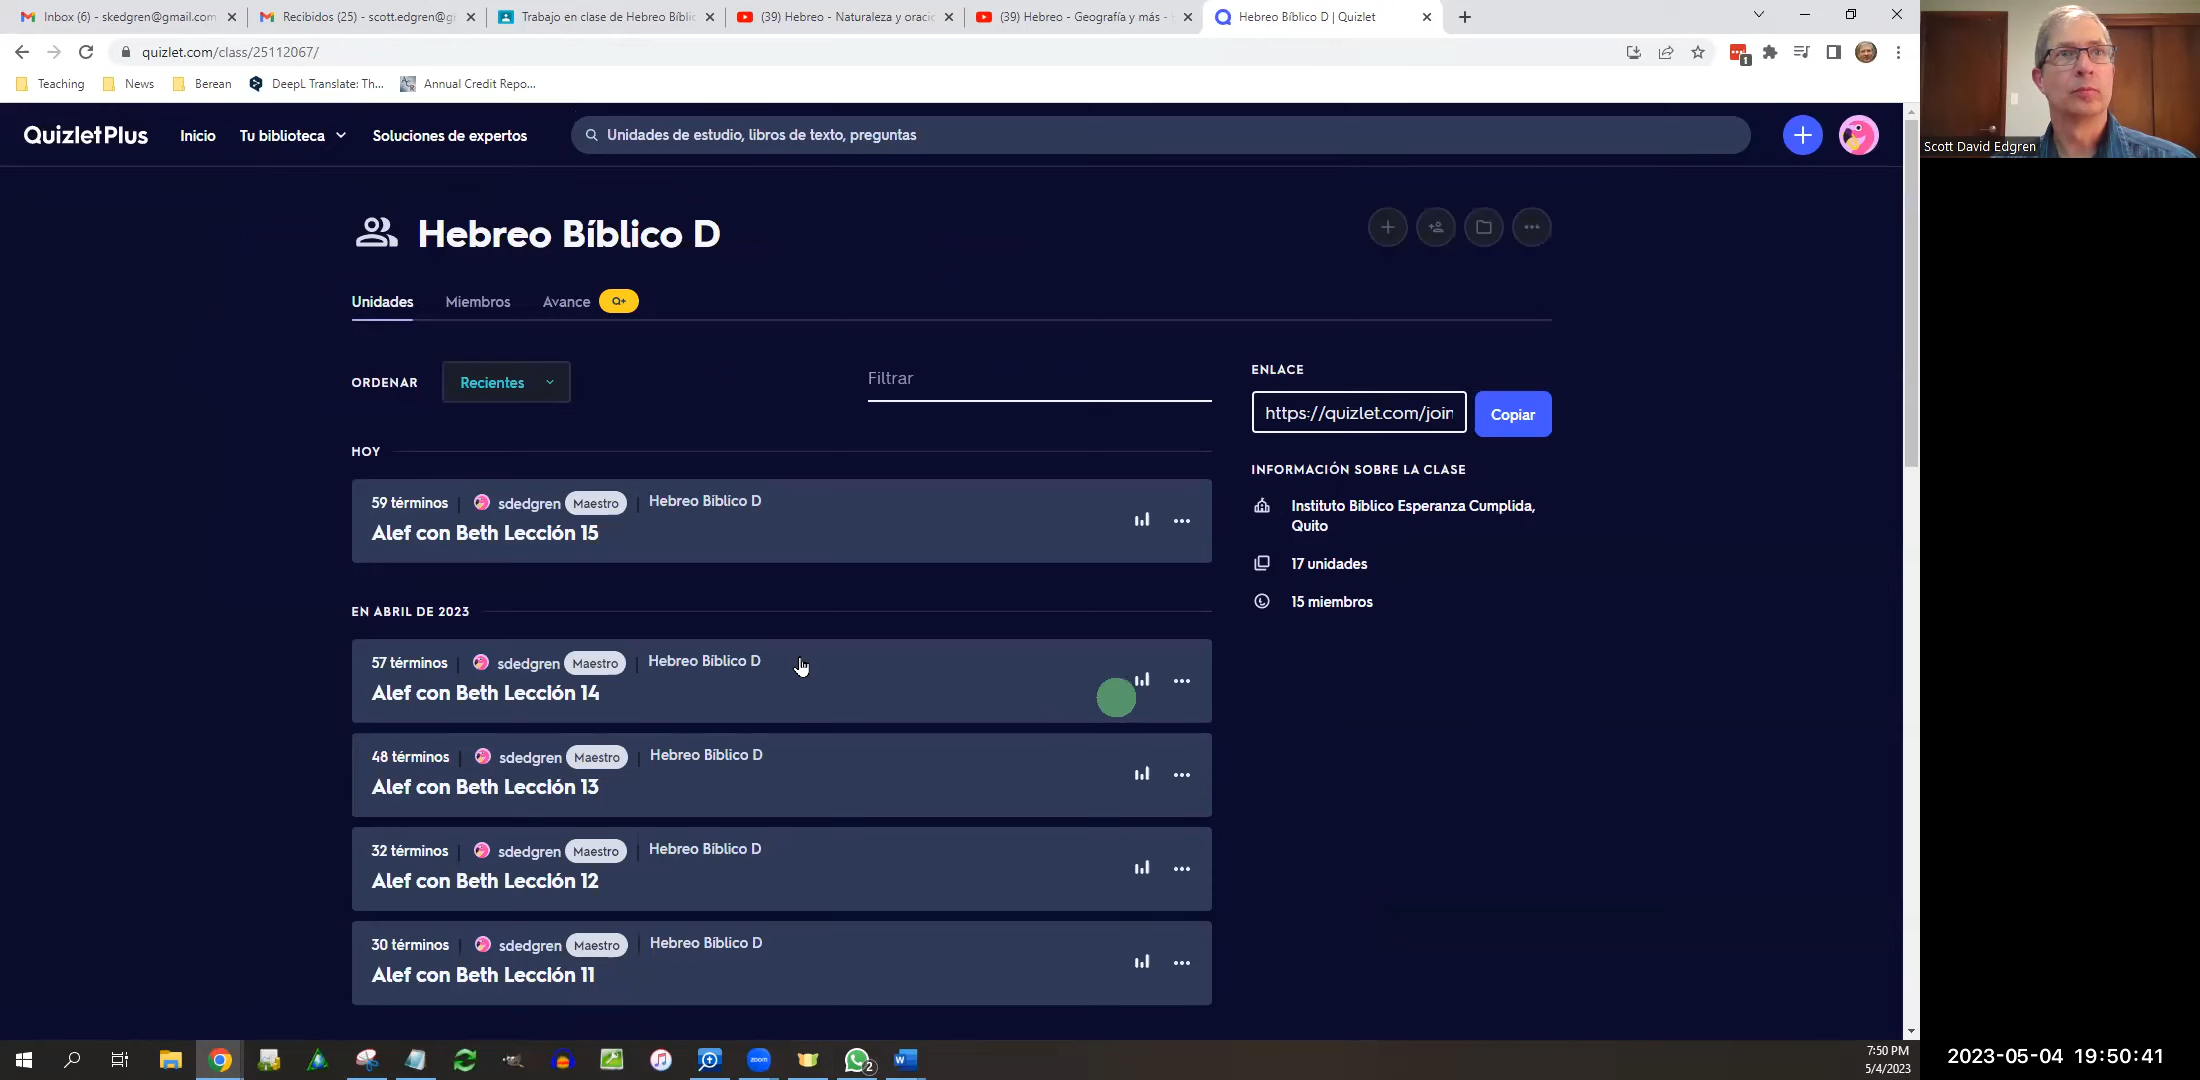 Inbox (6) - skedgren@gmail.com
Recibidos (25) - scott.edgren@g
Trabajo en clase de Hebreo Bíblic
(39) Hebreo - Naturaleza y oracio
(39) Hebreo - Geografía y más -
Hebreo Bíblico D | Quizlet
quizlet.com/class/25112067/
1
Teaching
News
Berean
DeepL Translate: Th...
Annual Credit Repo...
QuizletPlus
Inicio
Tu biblioteca
Soluciones de expertos
Unidades de estudio, libros de texto, preguntas
Scott David Edgren
Hebreo Bíblico D
Unidades
Miembros
Avance
Q+
ORDENAR
Recientes
Filtrar
ENLACE
https://quizlet.com/join
Copiar
HOY
59 términos
sdedgren
Maestro
Hebreo Bíblico D
Alef con Beth Lección 15
INFORMACIÓN SOBRE LA CLASE
Instituto Bíblico Esperanza Cumplida,
Quito
17 unidades
15 miembros
EN ABRIL DE 2023
57 términos
sdedgren
Maestro
Hebreo Bíblico D
Alef con Beth Lección 14
48 términos
sdedgren
Maestro
Hebreo Bíblico D
Alef con Beth Lección 13
32 términos
sdedgren
Maestro
Hebreo Bíblico D
Alef con Beth Lección 12
30 términos
sdedgren
Maestro
Hebreo Bíblico D
Alef con Beth Lección 11
zoom
2
7:50 PM
5/4/2023
2023-05-04 19:50:41